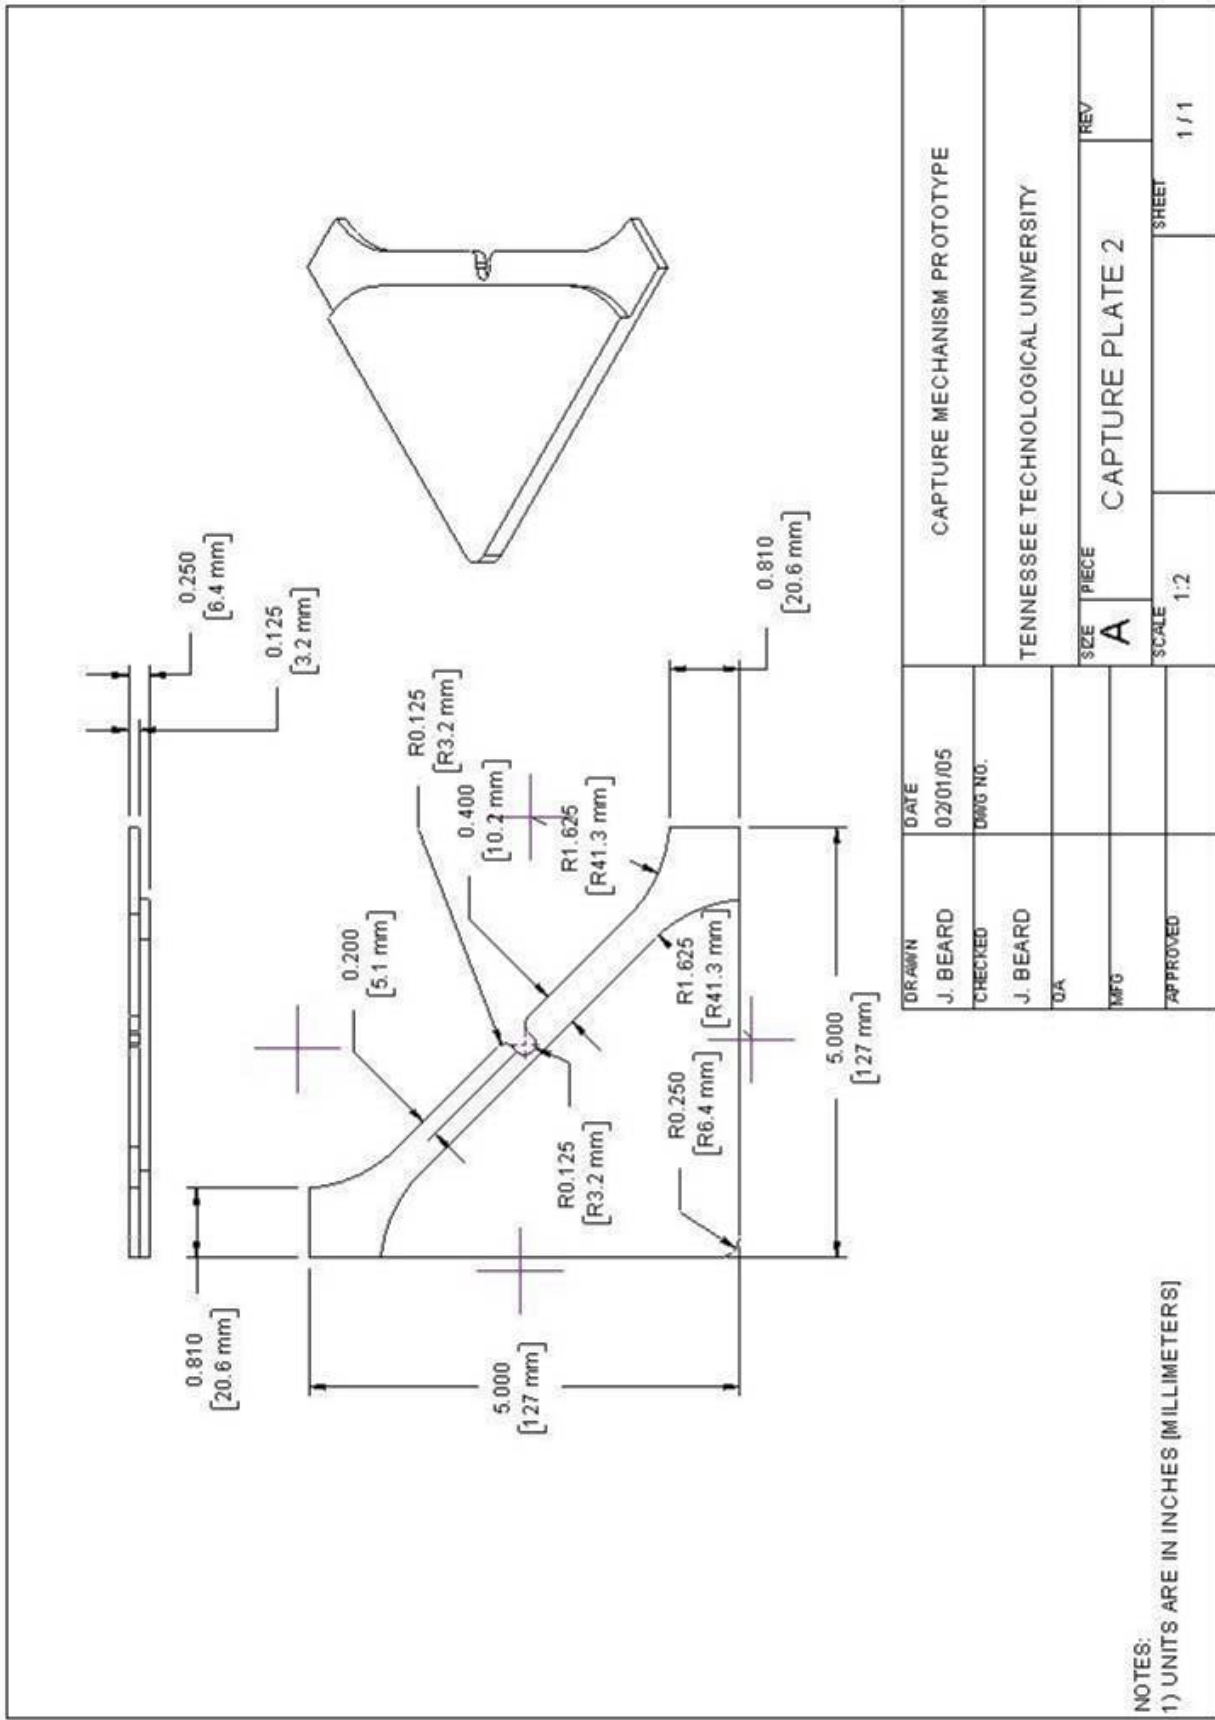 0.250
[6.4 mm]
0.125
[3.2 mm]
0.810
[20.6 mm]
0.200
[5.1 mm]
R0.125
[R3.2 mm]
0.400
[10.2 mm]
R1.625
[R41.3 mm]
0.810
[20.6 mm]
5.000
[127 mm]
R0.125
[R3.2 mm]
R0.250
[R6.4 mm]
R1.625
[R41.3 mm]
5.000
[127 mm]
NOTES:
1) UNITS ARE IN INCHES [MILLIMETERS]
DRAWN
J. BEARD
DATE
02/01/05
CHECKED
J. BEARD
DWG NO.
QA
MFG
APPROVED
CAPTURE MECHANISM PROTOTYPE
TENNESSEE TECHNOLOGICAL UNIVERSITY
SIZE
A
PIECE
CAPTURE PLATE 2
REV
SCALE
1:2
SHEET
1 / 1